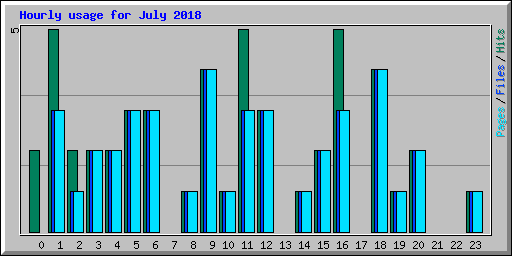 Hourly usage for July 2018
5
Pages / Files / Hits
0 1 2 3 4 5 6 7 8 9 10 11 12 13 14 15 16 17 18 19 20 21 22 23